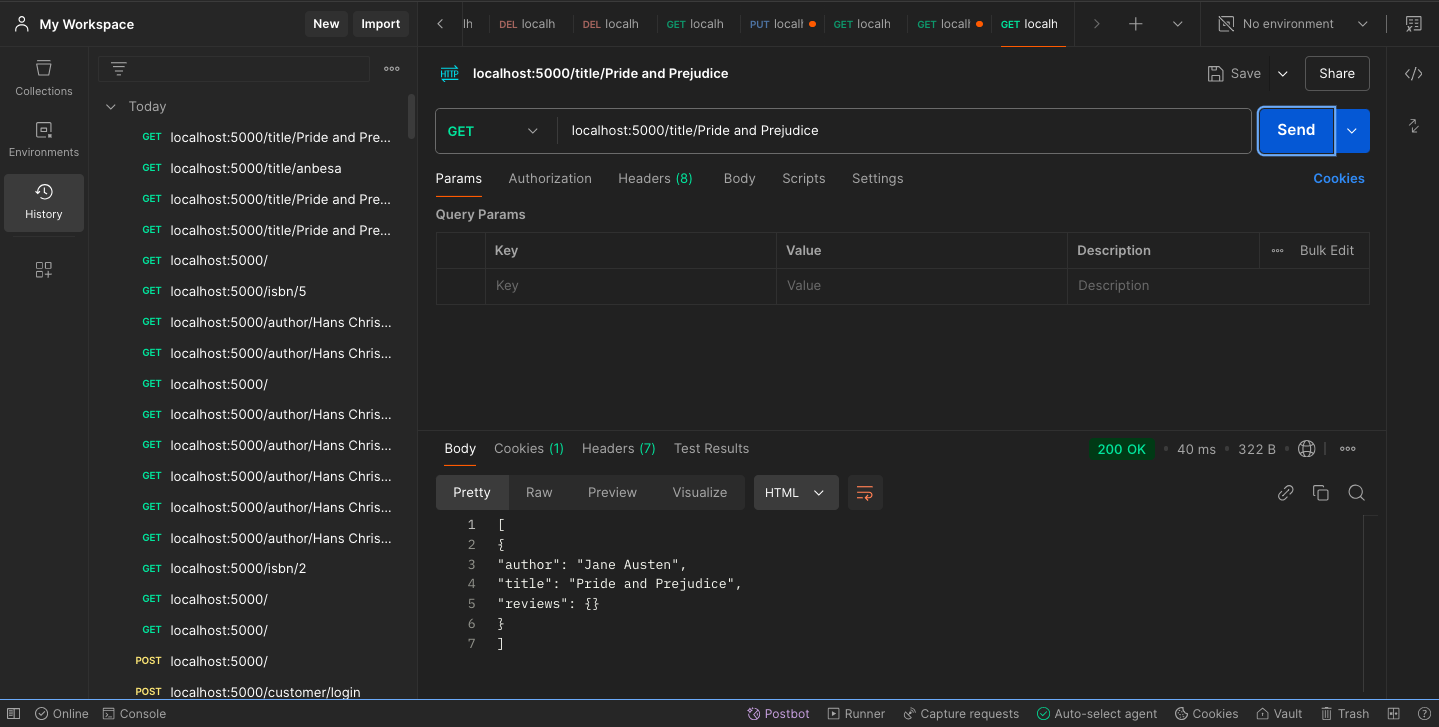 My Workspace
New
Import
lh
DEL localh
DEL localh
GET localh
PUT localh
GET localh
GET localh
GET localh
No environment
HTTP localhost:5000/title/Pride and Prejudice
Save
Share
Collections
Environments
History
Today
GET localhost:5000/title/Pride and Pre...
GET localhost:5000/title/anbesa
GET localhost:5000/title/Pride and Pre...
GET localhost:5000/title/Pride and Pre...
GET localhost:5000/
GET localhost:5000/isbn/5
GET localhost:5000/author/Hans Chris...
GET localhost:5000/author/Hans Chris...
GET localhost:5000/
GET localhost:5000/author/Hans Chris...
GET localhost:5000/author/Hans Chris...
GET localhost:5000/author/Hans Chris...
GET localhost:5000/author/Hans Chris...
GET localhost:5000/author/Hans Chris...
GET localhost:5000/isbn/2
GET localhost:5000/
GET localhost:5000/
POST localhost:5000/
POST localhost:5000/customer/login
GET
localhost:5000/title/Pride and Prejudice
Send
Params
Authorization
Headers (8)
Body
Scripts
Settings
Cookies
Query Params
Key
Value
Description
Bulk Edit
Key
Value
Description
Body
Cookies (1)
Headers (7)
Test Results
200 OK
40 ms
322 B
Pretty
Raw
Preview
Visualize
HTML
1 [
2 {
3 "author": "Jane Austen",
4 "title": "Pride and Prejudice",
5 "reviews": {}
6 }
7 ]
Online
Console
Postbot
Runner
Capture requests
Auto-select agent
Cookies
Vault
Trash